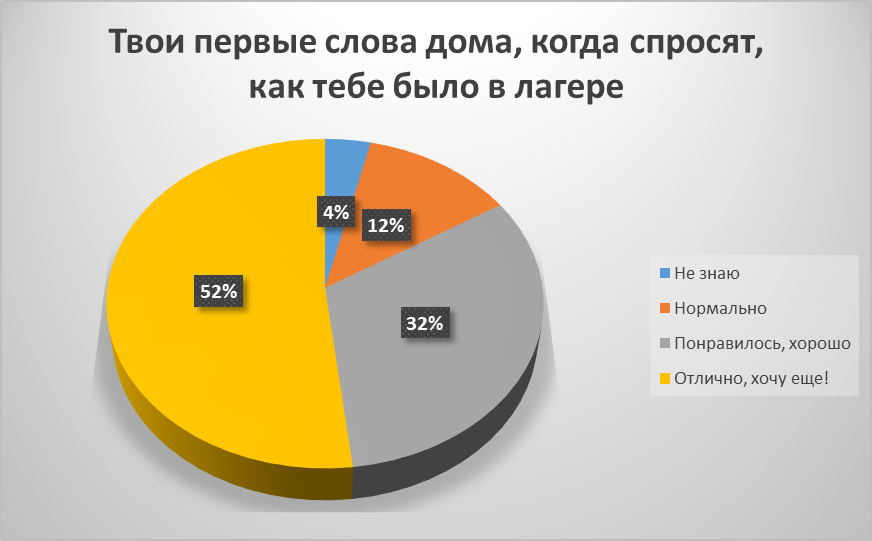 Твои первые слова дома, когда спросят,
как тебе было в лагере
4%
12%
52%
32%
Не знаю
Нормально
Понравилось, хорошо
Отлично, хочу еще!